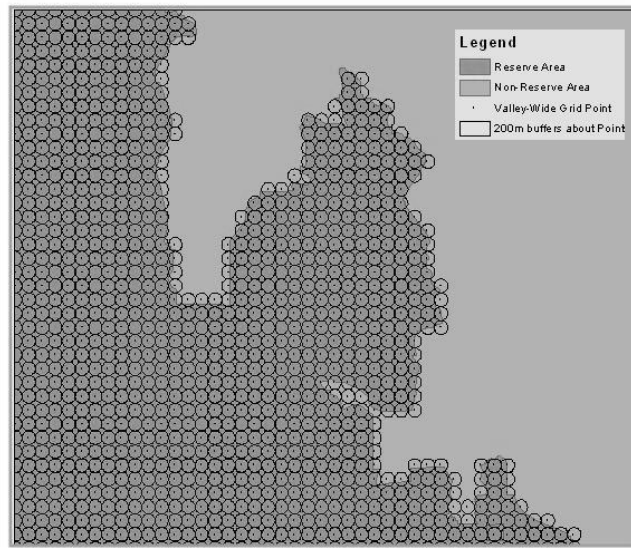 Legend
Reserve Area
Non-Reserve Area
Valley-Wide Grid Point
200m buffers about Point